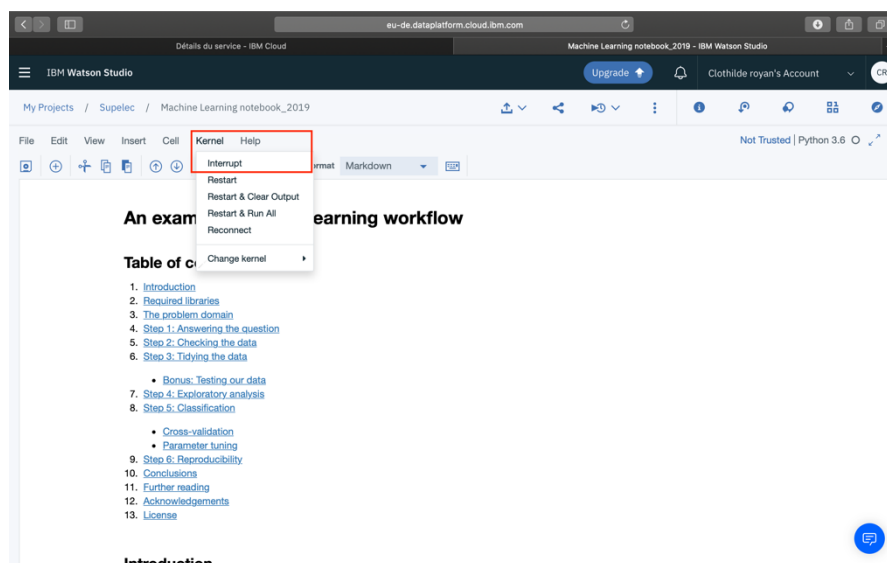 eu-de.dataplatform.cloud.ibm.com
Détails du service - IBM Cloud
Machine Learning notebook_2019 - IBM Watson Studio
IBM Watson Studio
Upgrade
Clothilde royan's Account
CR
My Projects / Supelec / Machine Learning notebook_2019
File Edit View Insert Cell Kernel Help
Not Trusted | Python 3.6
Interrupt
ormat Markdown
Restart
Restart & Clear Output
Restart & Run All
Reconnect
Change kernel
An exam
earning workflow
Table of c
1. Introduction
2. Required libraries
3. The problem domain
4. Step 1: Answering the question
5. Step 2: Checking the data
6. Step 3: Tidying the data
• Bonus: Testing our data
7. Step 4: Exploratory analysis
8. Step 5: Classification
• Cross-validation
• Parameter tuning
9. Step 6: Reproducibility
10. Conclusions
11. Further reading
12. Acknowledgements
13. License
Introduction